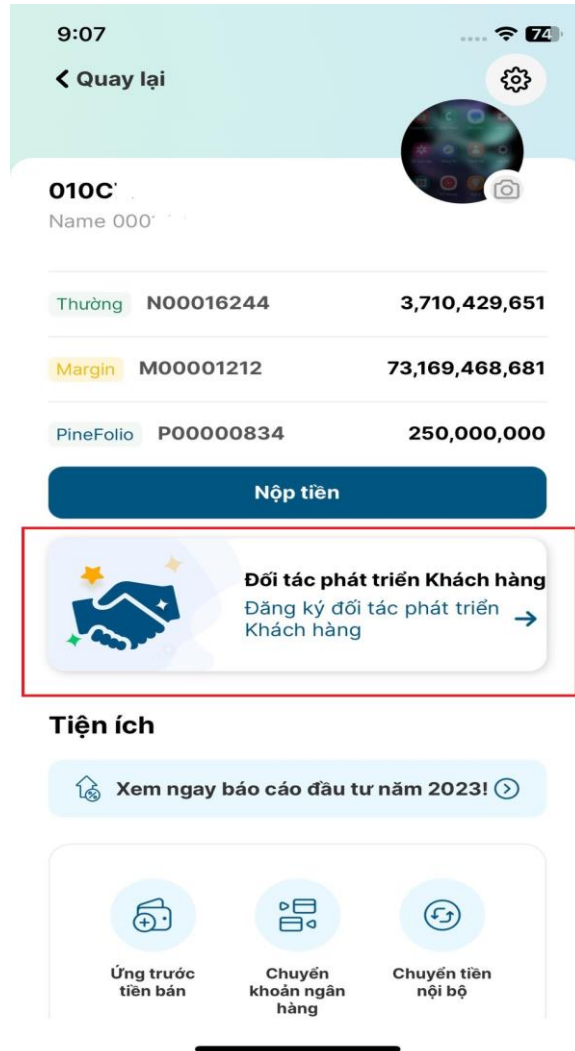 9:07
74
Quay lại
010C
Name 000
Thường N00016244 3,710,429,651
Margin M00001212 73,169,468,681
PineFolio P00000834 250,000,000
Nộp tiền
Đối tác phát triển Khách hàng
Đăng ký đối tác phát triển
Khách hàng
Tiện ích
Xem ngay báo cáo đầu tư năm 2023!
Ứng trước
tiền bán
Chuyển
khoản ngân
hàng
Chuyển tiền
nội bộ